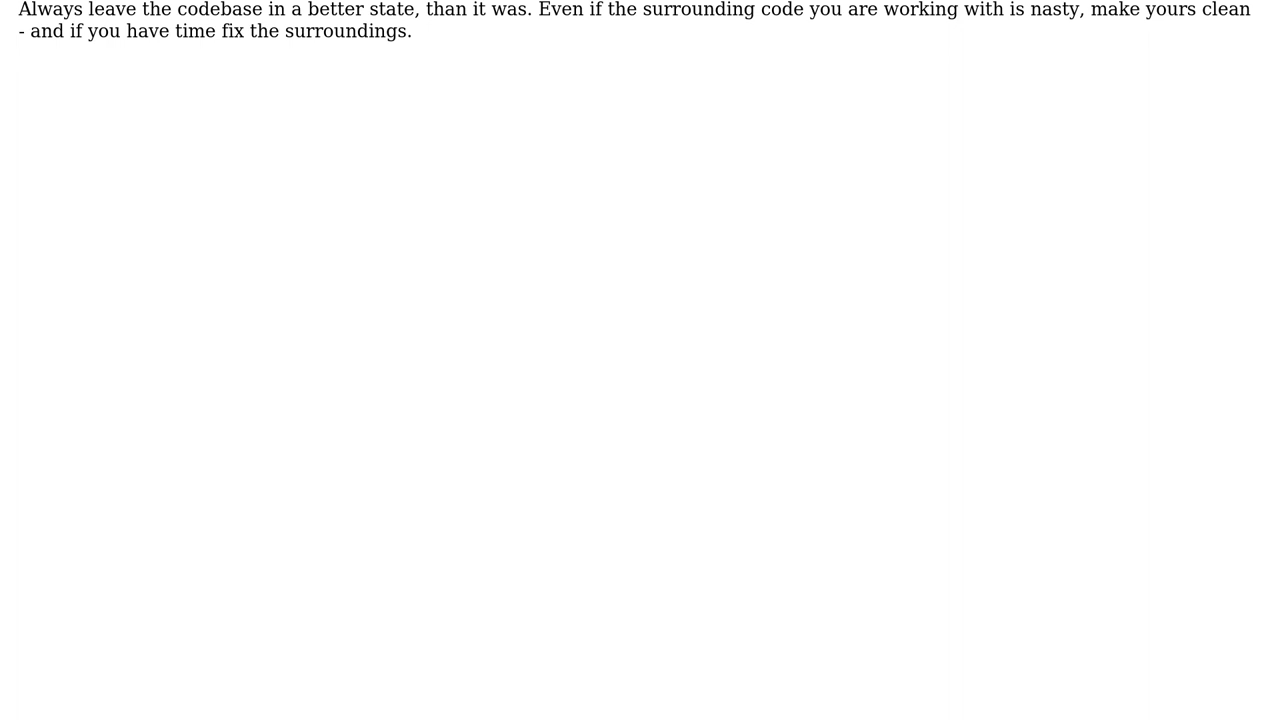 Always leave the codebase in a better state, than it was. Even if the surrounding code you are working with is nasty, make yours clean
- and if you have time fix the surroundings.